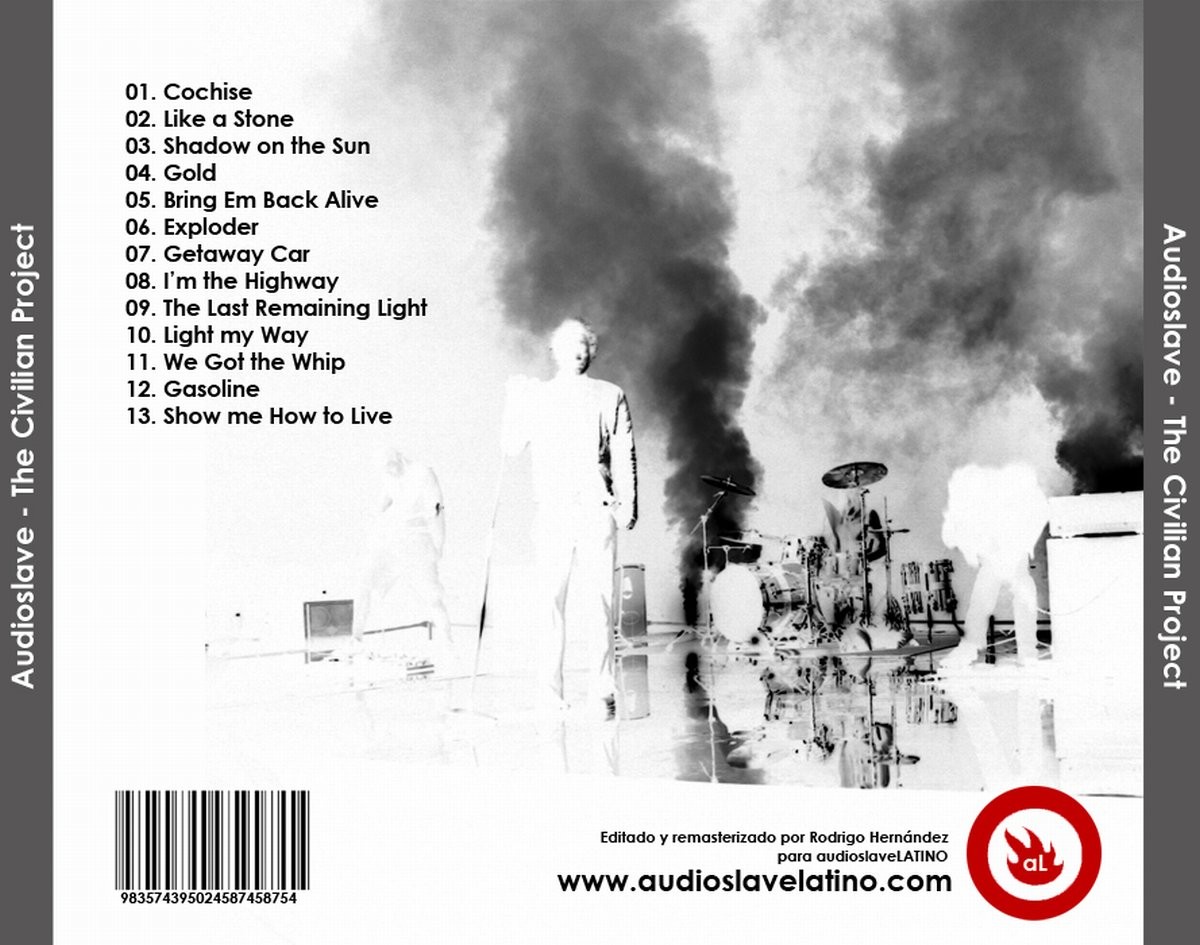 Audioslave - The Civilian Project
01. Cochise
02. Like a Stone
03. Shadow on the Sun
04. Gold
05. Bring Em Back Alive
06. Exploder
07. Getaway Car
08. I'm the Highway
09. The Last Remaining Light
10. Light my Way
11. We Got the Whip
12. Gasoline
13. Show me How to Live
Audioslave - The Civilian Project
983574395024587458754
Editado y remasterizado por Rodrigo Hernández
para audioslaveLATINO
www.audioslavelatino.com
aL